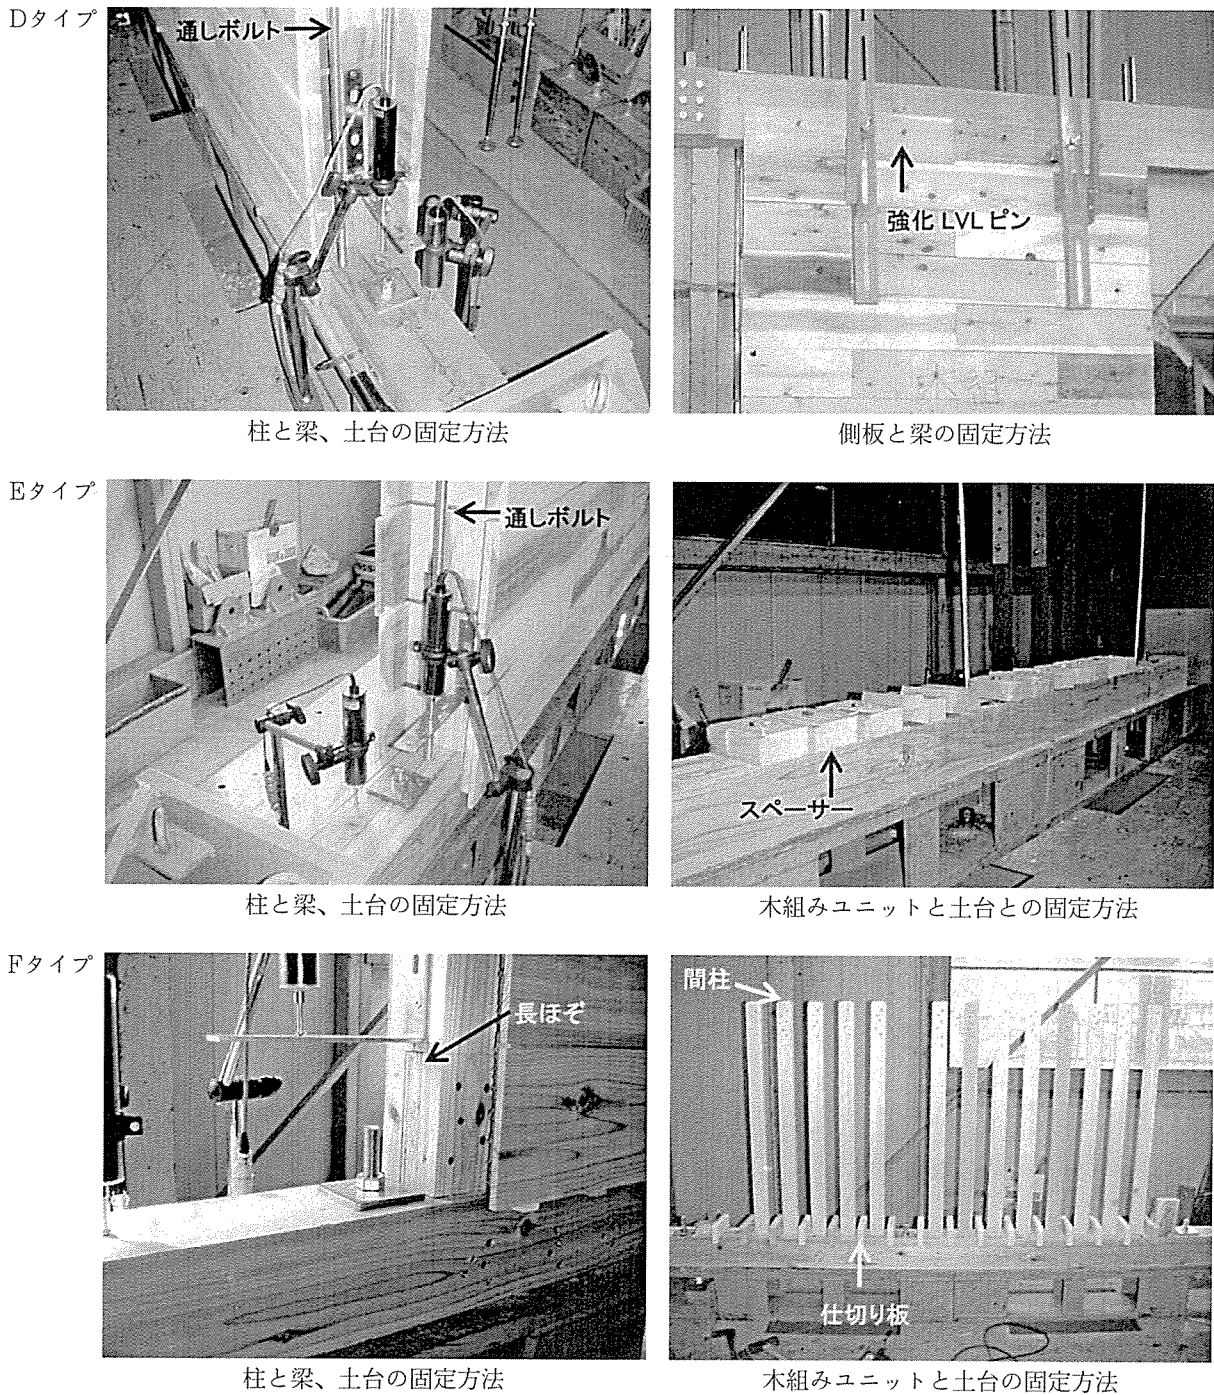 Dタイプ
通しボルト
強化 LVL ピン
柱と梁、土台の固定方法
側板と梁の固定方法
Eタイプ
通しボルト
スペーサー
柱と梁、土台の固定方法
木組みユニットと土台との固定方法
Fタイプ
長ほぞ
間柱
仕切り板
柱と梁、土台の固定方法
木組みユニットと土台の固定方法